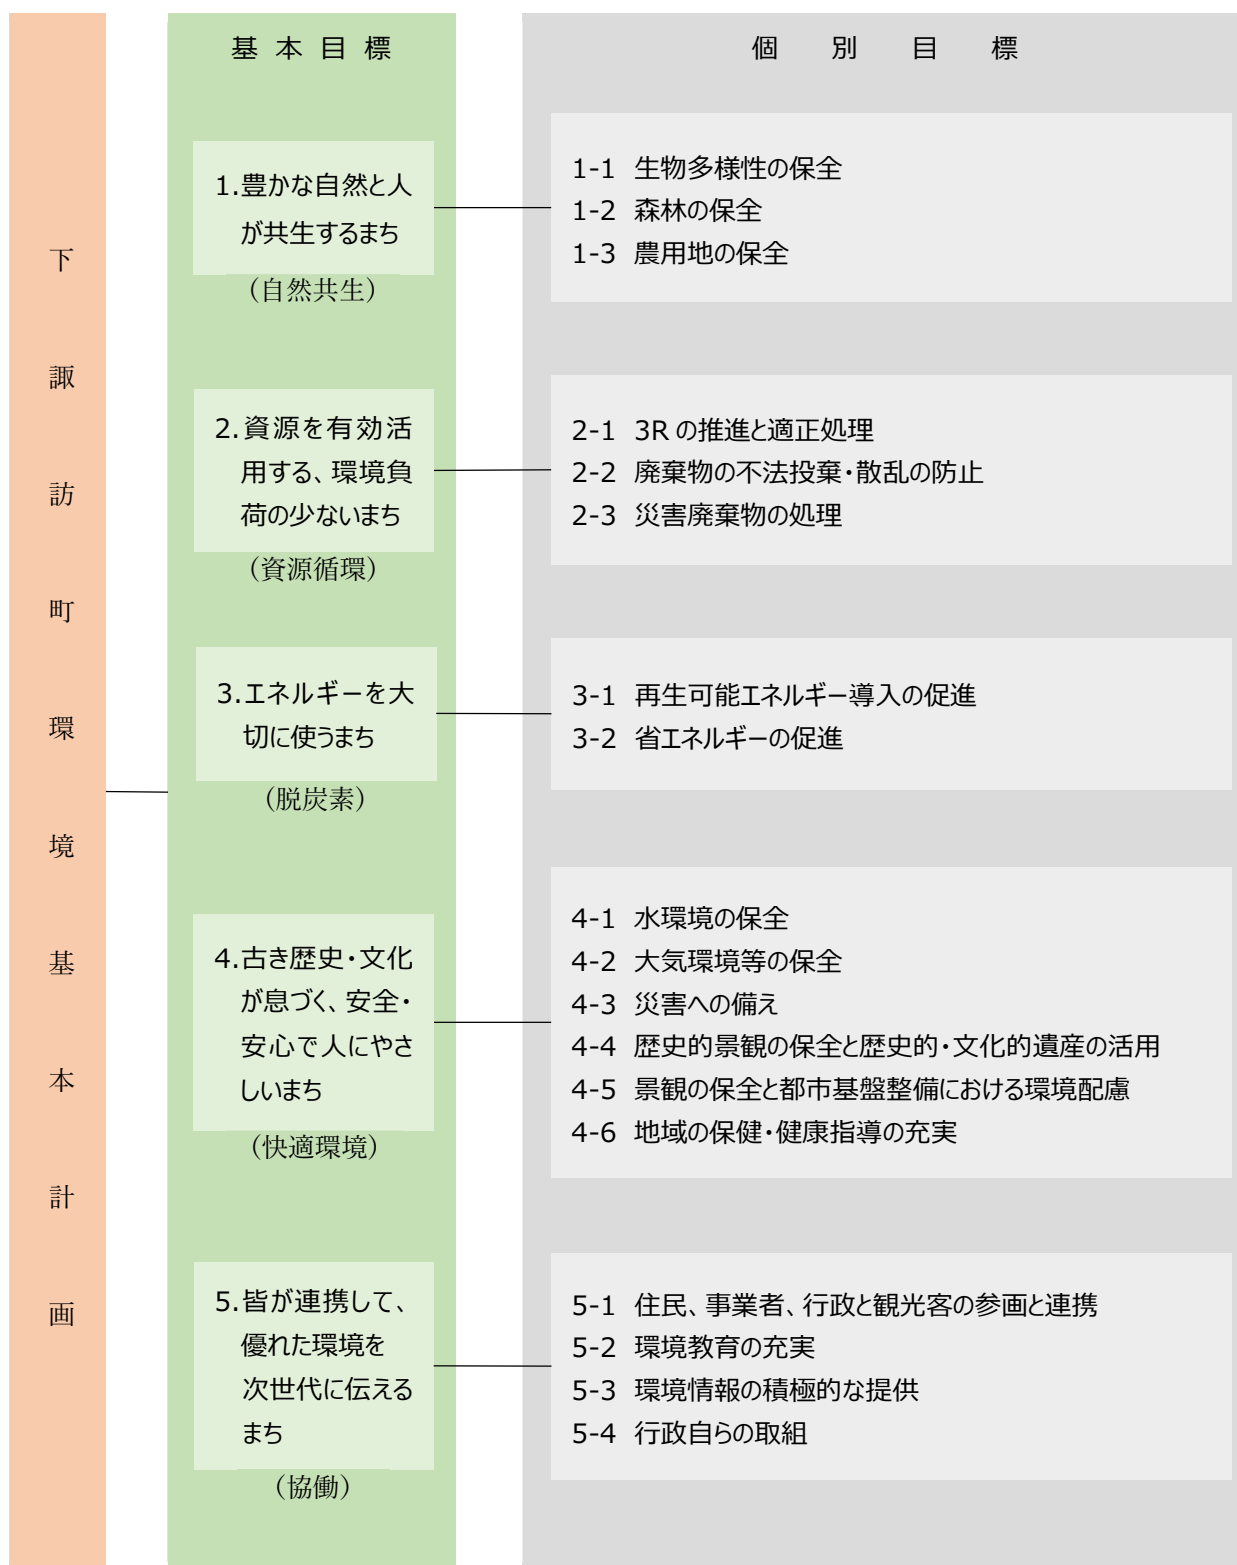 下諏訪町環境基本計画
基本目標
1.豊かな自然と人
が共生するまち
（自然共生）
2.資源を有効活
用する、環境負
荷の少ないまち
（資源循環）
3.エネルギーを大
切に使うまち
（脱炭素）
4.古き歴史・文化
が息づく、安全・
安心で人にやさ
しいまち
（快適環境）
5.皆が連携して、
優れた環境を
次世代に伝える
まち
（協働）
個別目標
1-1 生物多様性の保全
1-2 森林の保全
1-3 農用地の保全
2-1 3Rの推進と適正処理
2-2 廃棄物の不法投棄・散乱の防止
2-3 災害廃棄物の処理
3-1 再生可能エネルギー導入の促進
3-2 省エネルギーの促進
4-1 水環境の保全
4-2 大気環境等の保全
4-3 災害への備え
4-4 歴史的景観の保全と歴史的・文化的遺産の活用
4-5 景観の保全と都市基盤整備における環境配慮
4-6 地域の保健・健康指導の充実
5-1 住民、事業者、行政と観光客の参画と連携
5-2 環境教育の充実
5-3 環境情報の積極的な提供
5-4 行政自らの取組